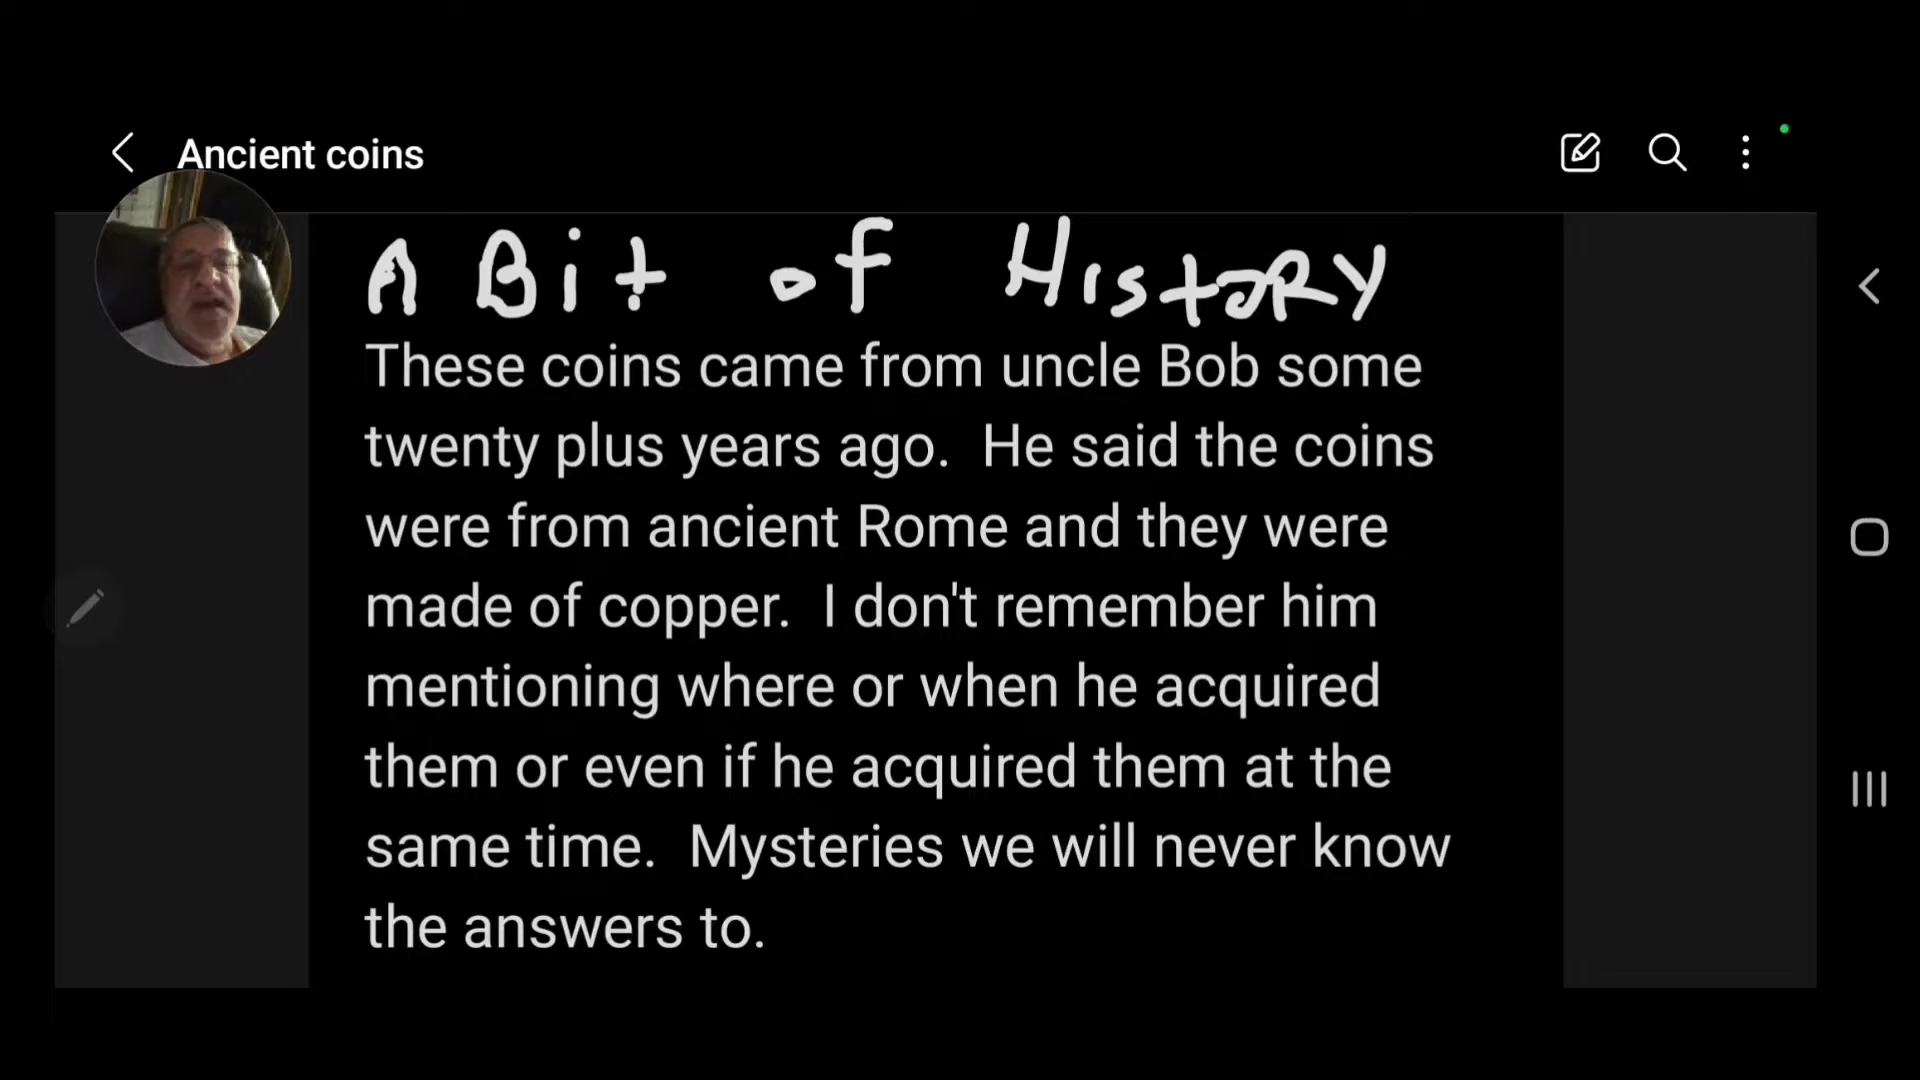 Ancient coins
A Bit of HistoRY
These coins came from uncle Bob some
twenty plus years ago.  He said the coins
were from ancient Rome and they were
made of copper.  I don't remember him
mentioning where or when he acquired
them or even if he acquired them at the
same time.  Mysteries we will never know
the answers to.